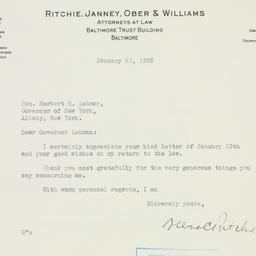 RITCHIE, JANNEY, OBER & WILLIAMS
ATTORNEYS AT LAW
BALTIMORE TRUST BUILDING
BALTIMORE
January 21, 1935
Hon. Herbert H. Lehman,
Governor of New York,
Albany, New York.
Dear Governor Lehman:
I certainly appreciate your kind letter of January 10th
and your good wishes on my return to the law.
Thank you most gratefully for the very generous things you
say concerning me.
With warm personal regards, I am
Sincerely yours,
Albert C. Ritchie